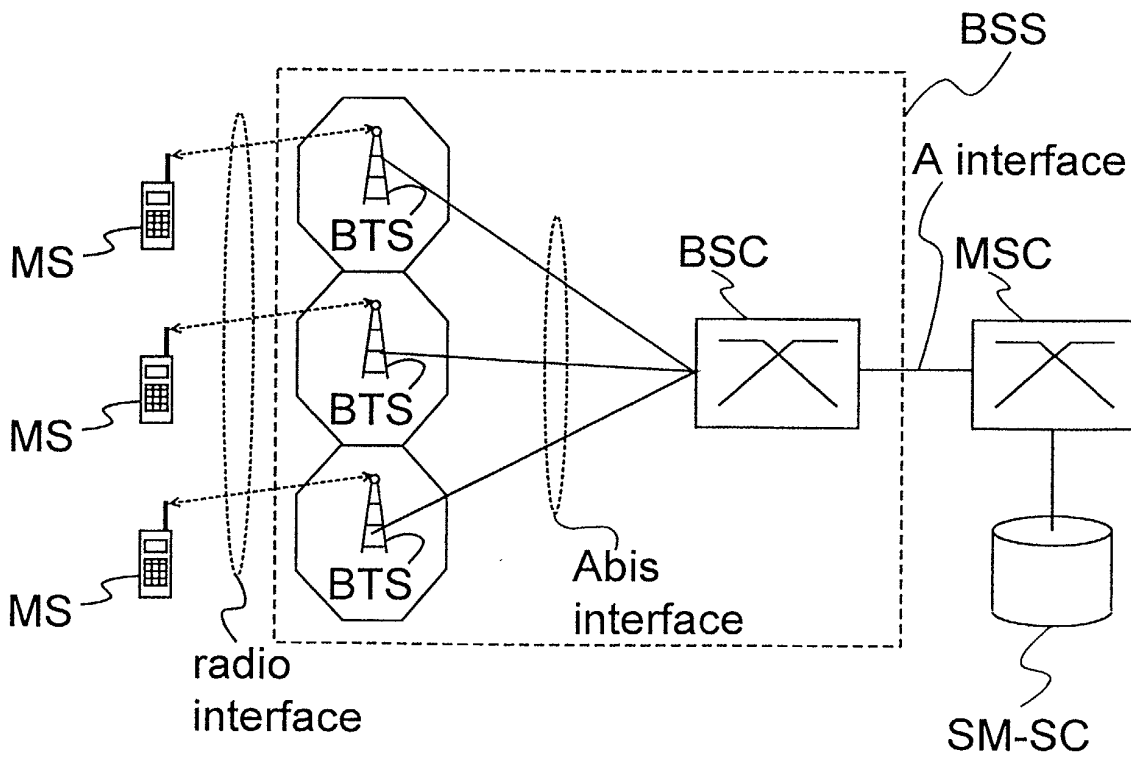 BSS
A interface
MS
BTS
BSC
MSC
MS
BTS
MS
BTS
Abis
interface
radio
interface
SM-SC